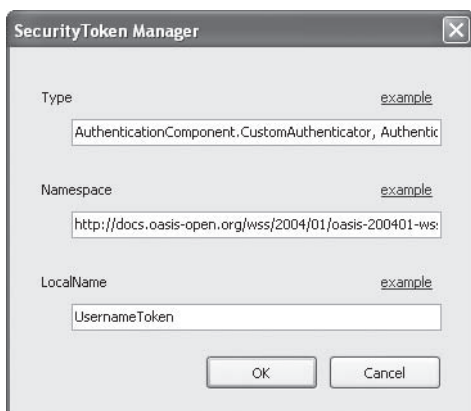 SecurityToken Manager
Type example
AuthenticationComponent.CustomAuthenticator, Authentic
Namespace example
http://docs.oasis-open.org/wss/2004/01/oasis-200401-wss
LocalName example
UsernameToken
OK Cancel